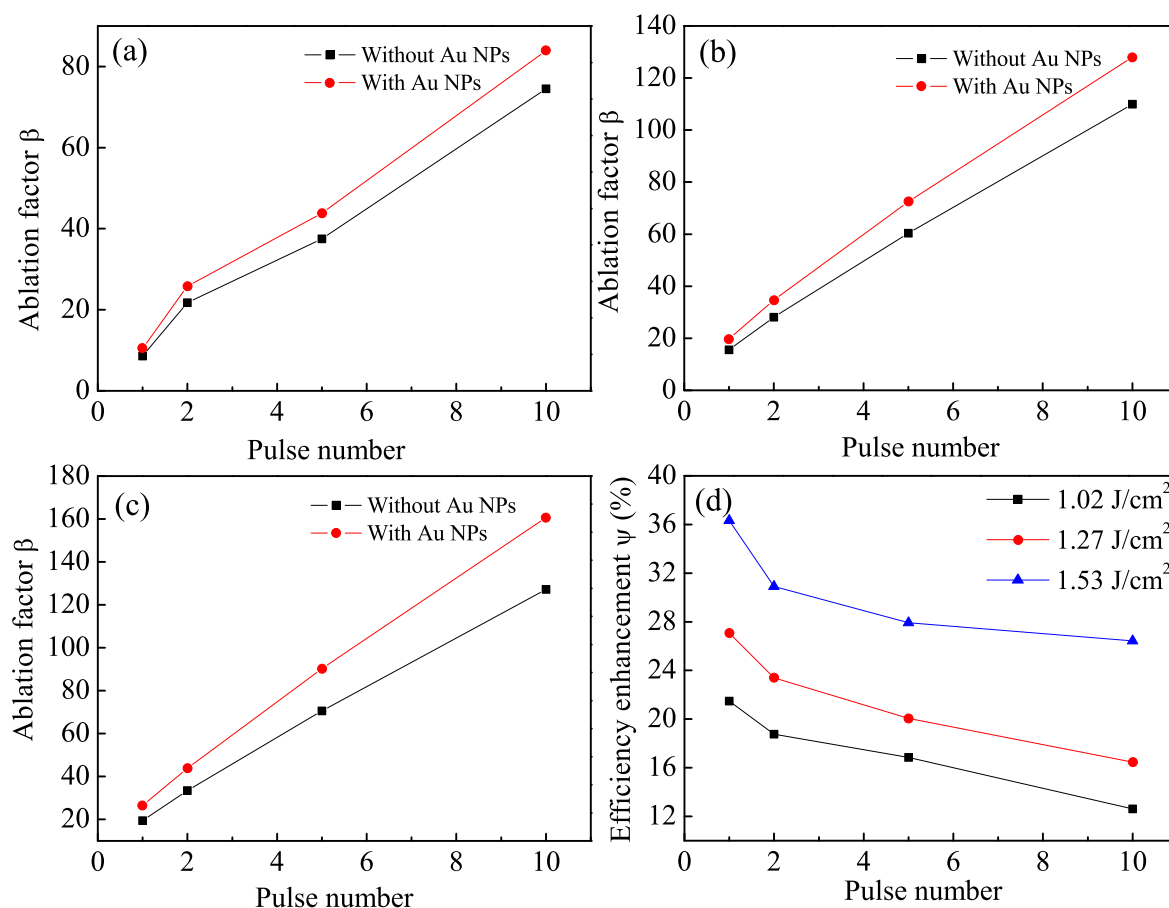 (a)
Without Au NPs
With Au NPs
Ablation factor β
80
60
40
20
0
0 2 4 6 8 10
Pulse number
(b)
Without Au NPs
With Au NPs
Ablation factor β
140
120
100
80
60
40
20
0
0 2 4 6 8 10
Pulse number
(c)
Without Au NPs
With Au NPs
Ablation factor β
180
160
140
120
100
80
60
40
20
0 2 4 6 8 10
Pulse number
(d)
1.02 J/cm²
1.27 J/cm²
1.53 J/cm²
Efficiency enhancement ψ (%)
40
36
32
28
24
20
16
12
0 2 4 6 8 10
Pulse number